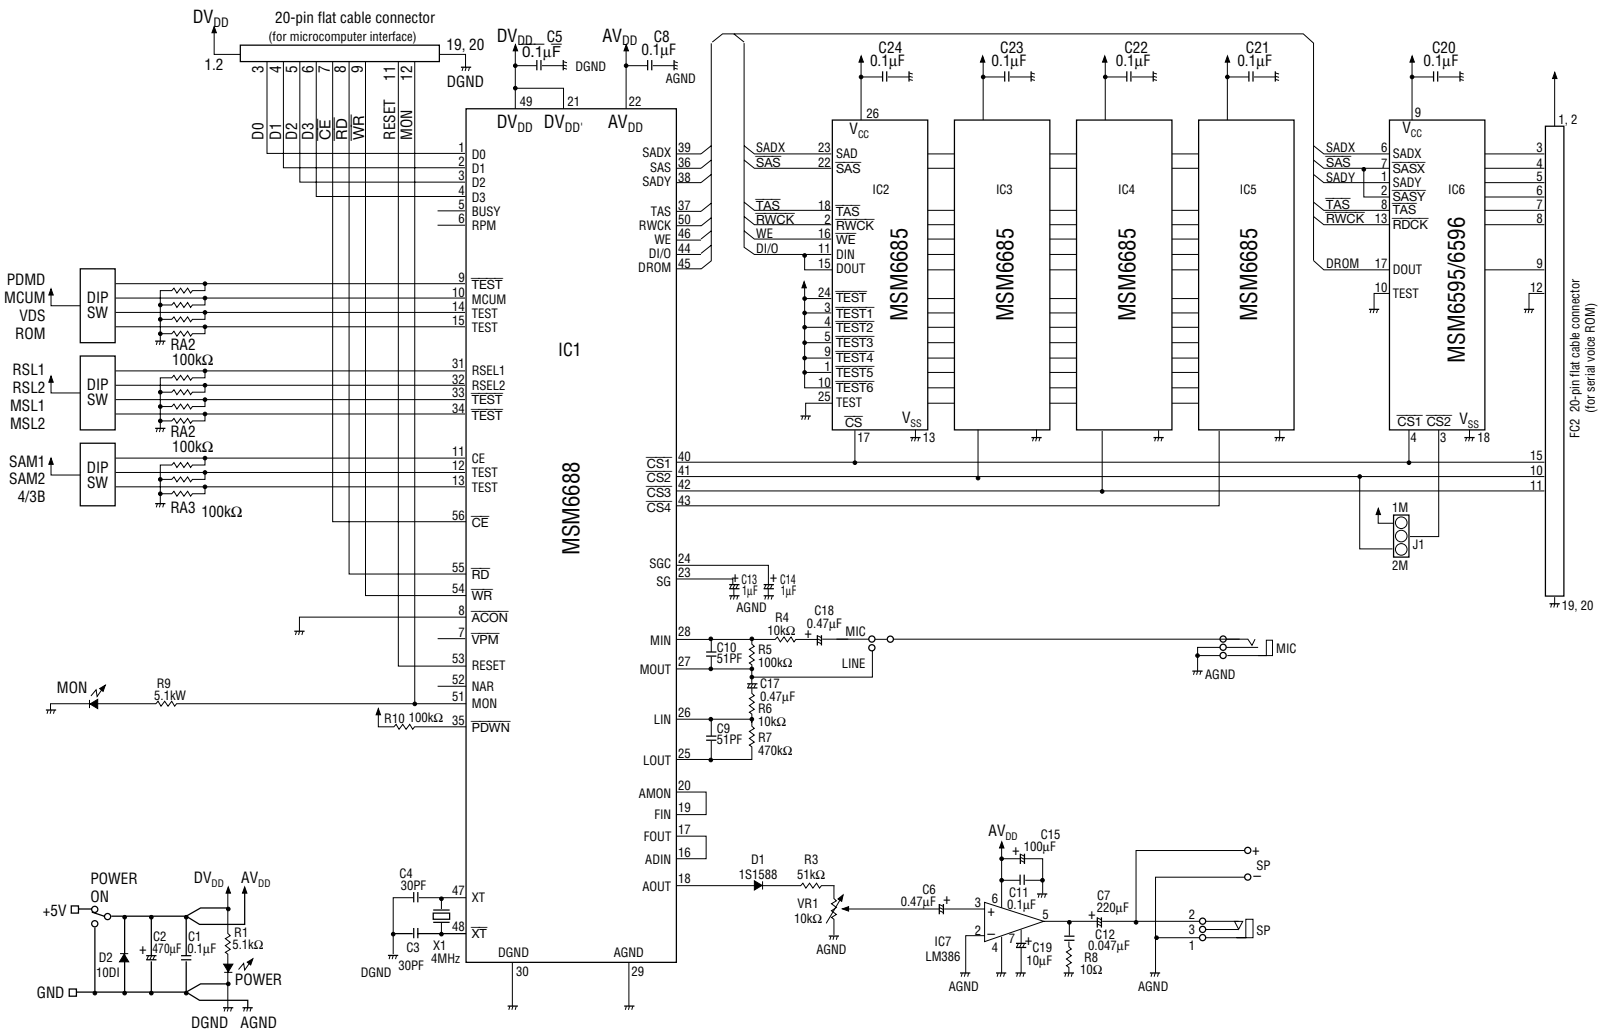 DVDD
20-pin flat cable connector
(for microcomputer interface)
1.2
19, 20
DGND
3 4 5 6 7 8 9 11 12
D0 D1 D2 D3 CE RD WR RESET MON
DVDD C5
0.1µF DGND
AVDD C8
0.1µF
AGND
49 21 22
DVDD DVDD' AVDD
1 D0
2 D1
3 D2
4 D3
5 BUSY
6 RPM
PDMD
MCUM
VDS
ROM
DIP
SW
9 TEST
10 MCUM
14 TEST
15 TEST
RA2
100kΩ
RSL1
RSL2
MSL1
MSL2
DIP
SW
31 RSEL1
32 RSEL2
33 TEST
34 TEST
RA2
100kΩ
SAM1
SAM2
4/3B
DIP
SW
11 CE
12 TEST
13 TEST
RA3 100kΩ
56 CE
55 RD
54 WR
8 ACON
7 VPM
53 RESET
52 NAR
51 MON
35 PDWN
MON
R9
5.1kW
R10 100kΩ
IC1
MSM6688
C4
30PF
47 XT
48 XT
C3
30PF
X1
4MHz
DGND
DGND
30
AGND
29
SADX 39
SAS 36
SADY 38
TAS 37
RWCK 50
WE 46
DI/O 44
DROM 45
CS1 40
CS2 41
CS3 42
CS4 43
SGC 24
SG 23
C13
1µF
C14
1µF
AGND
MIN 28
MOUT 27
LIN 26
LOUT 25
AMON 20
FIN 19
FOUT 17
ADIN 16
AOUT 18
C10
51PF
R5
100kΩ
R4
10kΩ
C18
0.47µF
MIC
LINE
C17
0.47µF
R6
10kΩ
C9
51PF
R7
470kΩ
AGND
MIC
C24
0.1µF
C23
0.1µF
C22
0.1µF
C21
0.1µF
C20
0.1µF
26
VCC
SADX 23 SAD
SAS 22 SAS
TAS 18 TAS
RWCK 2 RWCK
WE 16 WE
DI/O 11 DIN
15 DOUT
24 TEST
3 TEST1
4 TEST2
5 TEST3
9 TEST4
1 TEST5
10 TEST6
25 TEST
CS
17
VSS
13
IC2
MSM6685
IC3
MSM6685
IC4
MSM6685
IC5
MSM6685
9
VCC
SADX 6 SADX
SAS 7 SASX
SADY 1 SADY
2 SASY
TAS 8 TAS
RWCK 13 RDCK
DROM 17 DOUT
10 TEST
IC6
MSM6595/6596
CS1 CS2
4 3
VSS
18
1M
J1
2M
1, 2
3
4
5
6
7
8
9
12
15
10
11
19, 20
FC2 20-pin flat cable connector
(for serial voice ROM)
D1
1S1588
R3
51kΩ
VR1
10kΩ
AGND
C6
0.47µF
AVDD
C15
100µF
C11
0.1µF
3
2
6
5
4
7
IC7
LM386
C19
10µF
C7
220µF
C12
0.047µF
R8
10Ω
AGND
AGND
SP
2
3
1
SP
POWER
ON
+5V
GND
D2
10DI
C2
470µF
C1
0.1µF
DVDD
AVDD
R1
5.1kΩ
POWER
DGND
AGND